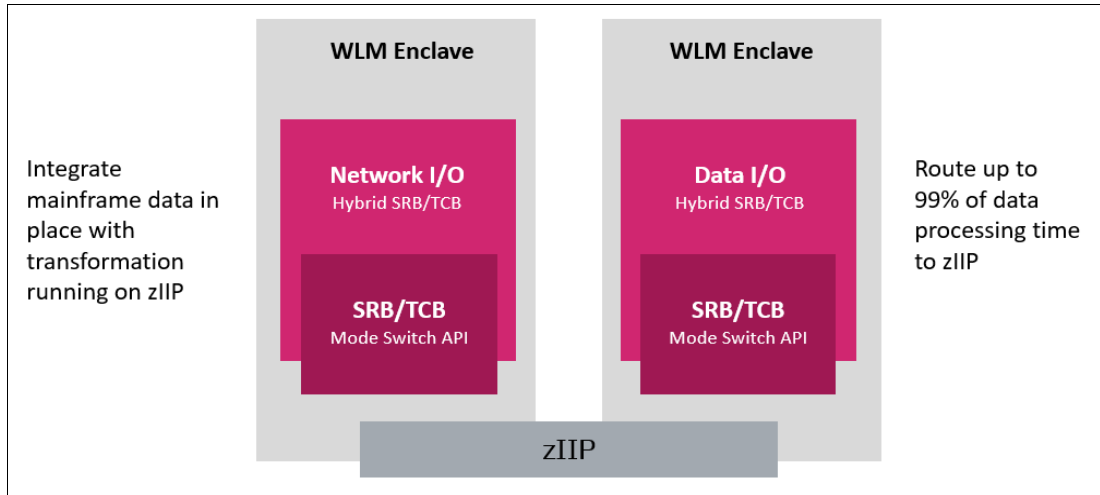 WLM Enclave
WLM Enclave
Integrate
mainframe data in
place with
transformation
running on zIIP
Network I/O
Hybrid SRB/TCB
SRB/TCB
Mode Switch API
Data I/O
Hybrid SRB/TCB
SRB/TCB
Mode Switch API
Route up to
99% of data
processing time
to zIIP
zIIP